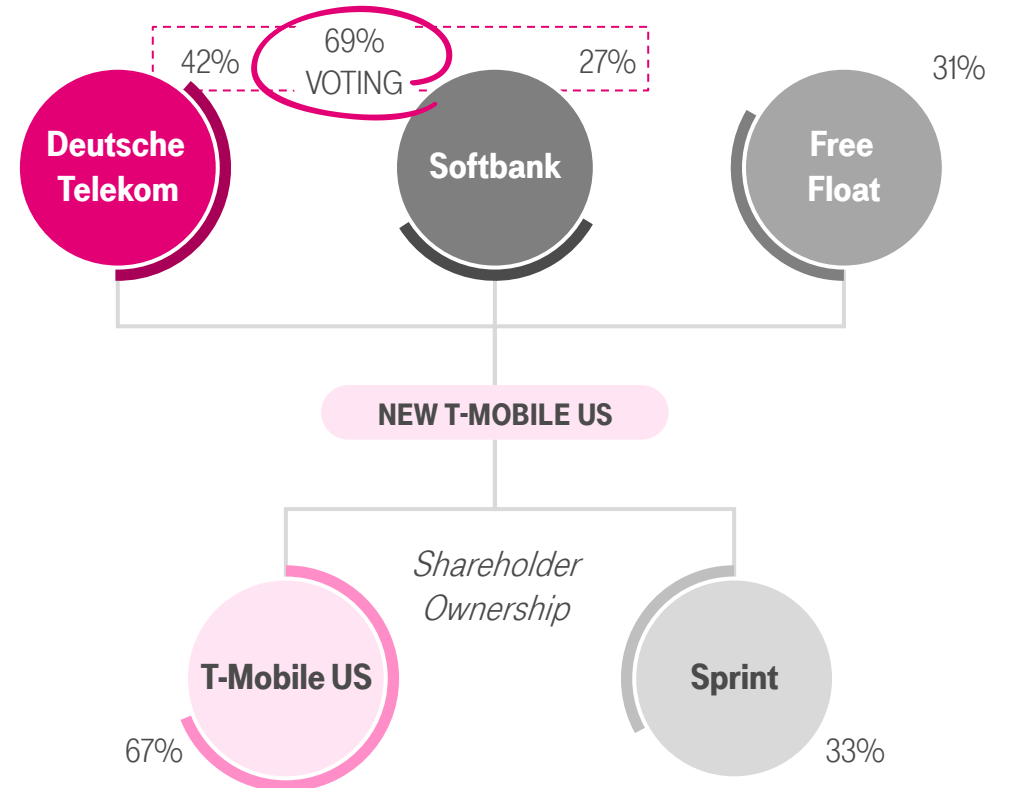 42%
69%
VOTING
27%
31%
Deutsche
Telekom
Softbank
Free
Float
NEW T-MOBILE US
Shareholder
Ownership
T-Mobile US
Sprint
67%
33%